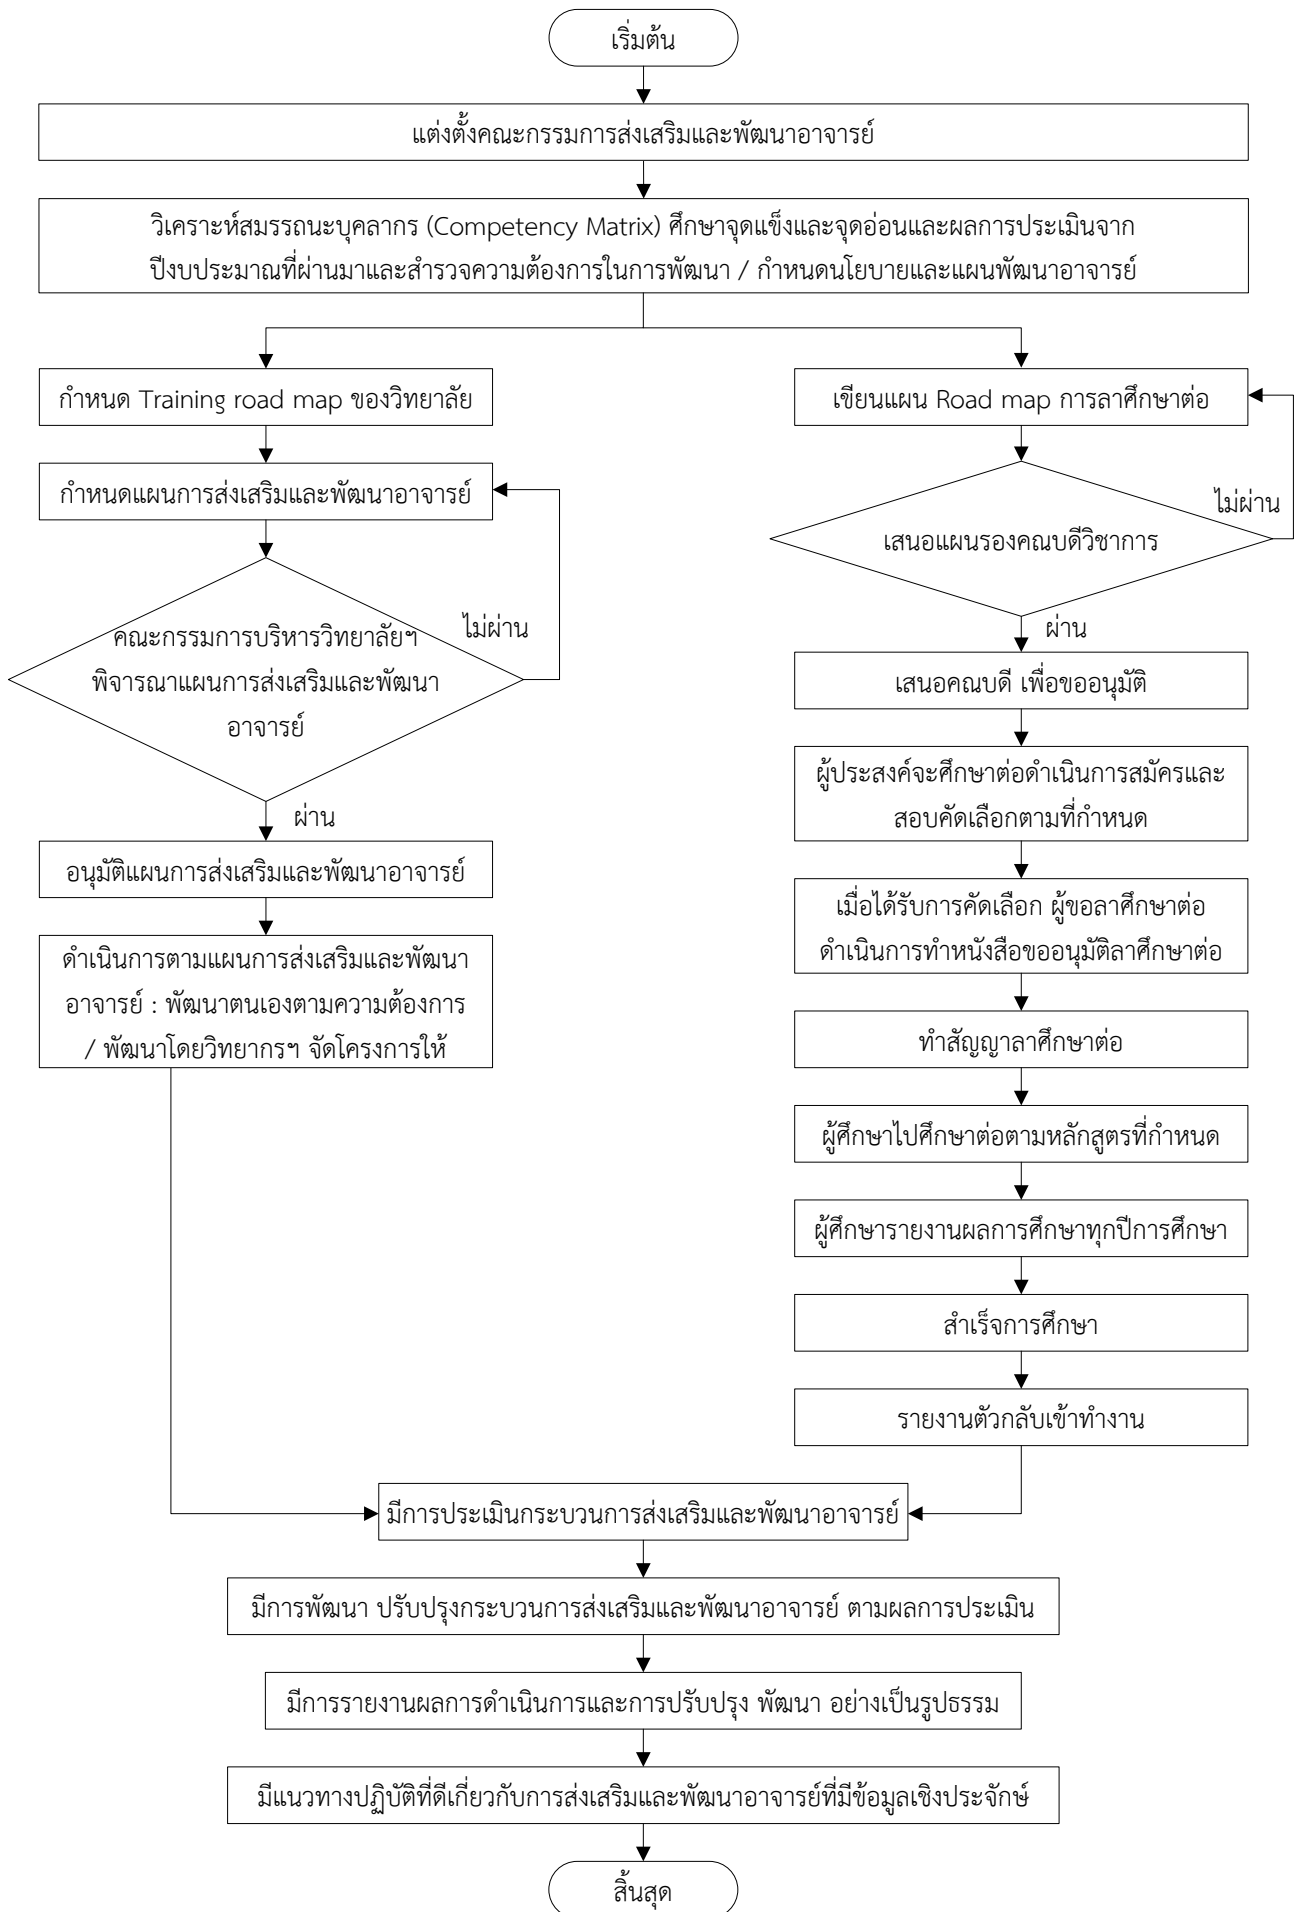 เริ่มต้น
แต่งตั้งคณะกรรมการส่งเสริมและพัฒนาอาจารย์
วิเคราะห์สมรรถนะบุคลากร (Competency Matrix) ศึกษาจุดแข็งและจุดอ่อนและผลการประเมินจาก
ปีงบประมาณที่ผ่านมาและสำรวจความต้องการในการพัฒนา / กำหนดนโยบายและแผนพัฒนาอาจารย์
กำหนด Training road map ของวิทยาลัย
กำหนดแผนการส่งเสริมและพัฒนาอาจารย์
ไม่ผ่าน
คณะกรรมการบริหารวิทยาลัยฯ
พิจารณาแผนการส่งเสริมและพัฒนา
อาจารย์
ผ่าน
อนุมัติแผนการส่งเสริมและพัฒนาอาจารย์
ดำเนินการตามแผนการส่งเสริมและพัฒนา
อาจารย์ : พัฒนาตนเองตามความต้องการ
/ พัฒนาโดยวิทยากรฯ จัดโครงการให้
เขียนแผน Road map การลาศึกษาต่อ
ไม่ผ่าน
เสนอแผนรองคณบดีวิชาการ
ผ่าน
เสนอคณบดี เพื่อขออนุมัติ
ผู้ประสงค์จะศึกษาต่อดำเนินการสมัครและ
สอบคัดเลือกตามที่กำหนด
เมื่อได้รับการคัดเลือก ผู้ขอลาศึกษาต่อ
ดำเนินการทำหนังสือขออนุมัติลาศึกษาต่อ
ทำสัญญาลาศึกษาต่อ
ผู้ศึกษาไปศึกษาต่อตามหลักสูตรที่กำหนด
ผู้ศึกษารายงานผลการศึกษาทุกปีการศึกษา
สำเร็จการศึกษา
รายงานตัวกลับเข้าทำงาน
มีการประเมินกระบวนการส่งเสริมและพัฒนาอาจารย์
มีการพัฒนา ปรับปรุงกระบวนการส่งเสริมและพัฒนาอาจารย์ ตามผลการประเมิน
มีการรายงานผลการดำเนินการและการปรับปรุง พัฒนา อย่างเป็นรูปธรรม
มีแนวทางปฏิบัติที่ดีเกี่ยวกับการส่งเสริมและพัฒนาอาจารย์ที่มีข้อมูลเชิงประจักษ์
สิ้นสุด